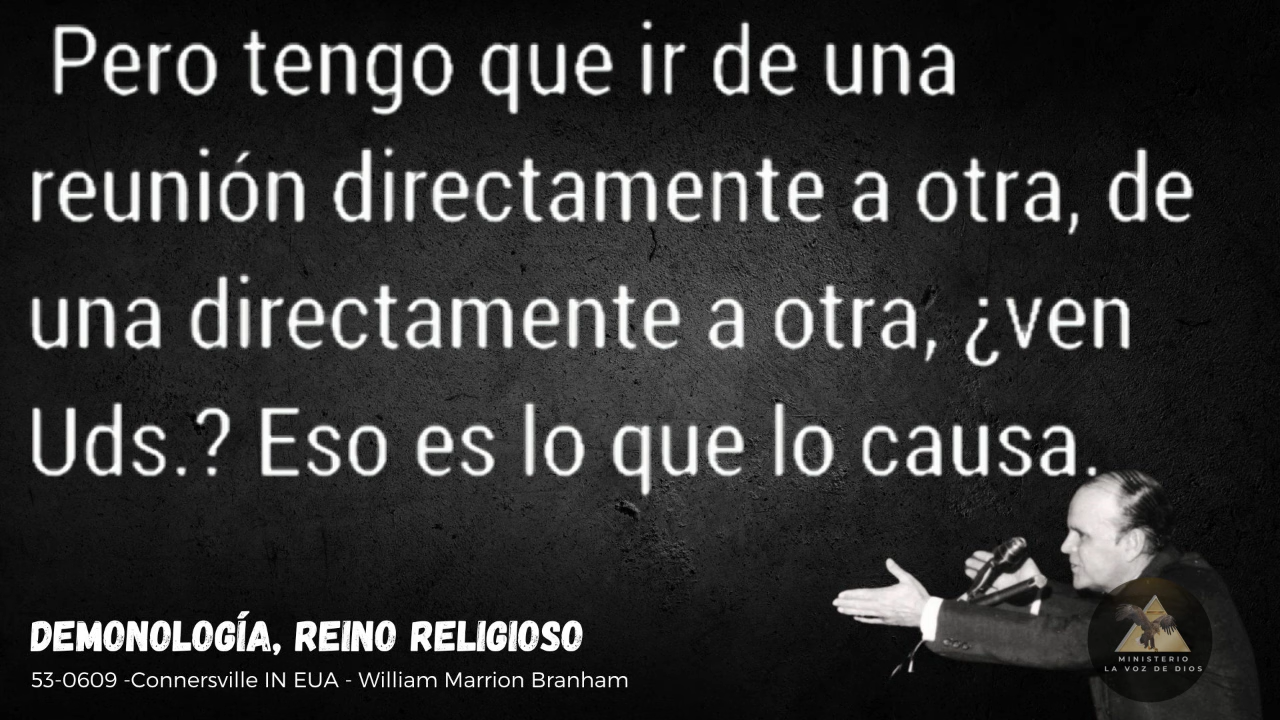 Pero tengo que ir de una
reunión directamente a otra, de
una directamente a otra, ¿ven
Uds.? Eso es lo que lo causa.
DEMONOLOGÍA, REINO RELIGIOSO
53-0609 -Connersville IN EUA - William Marrion Branham
MINISTERIO
LA VOZ DE DIOS